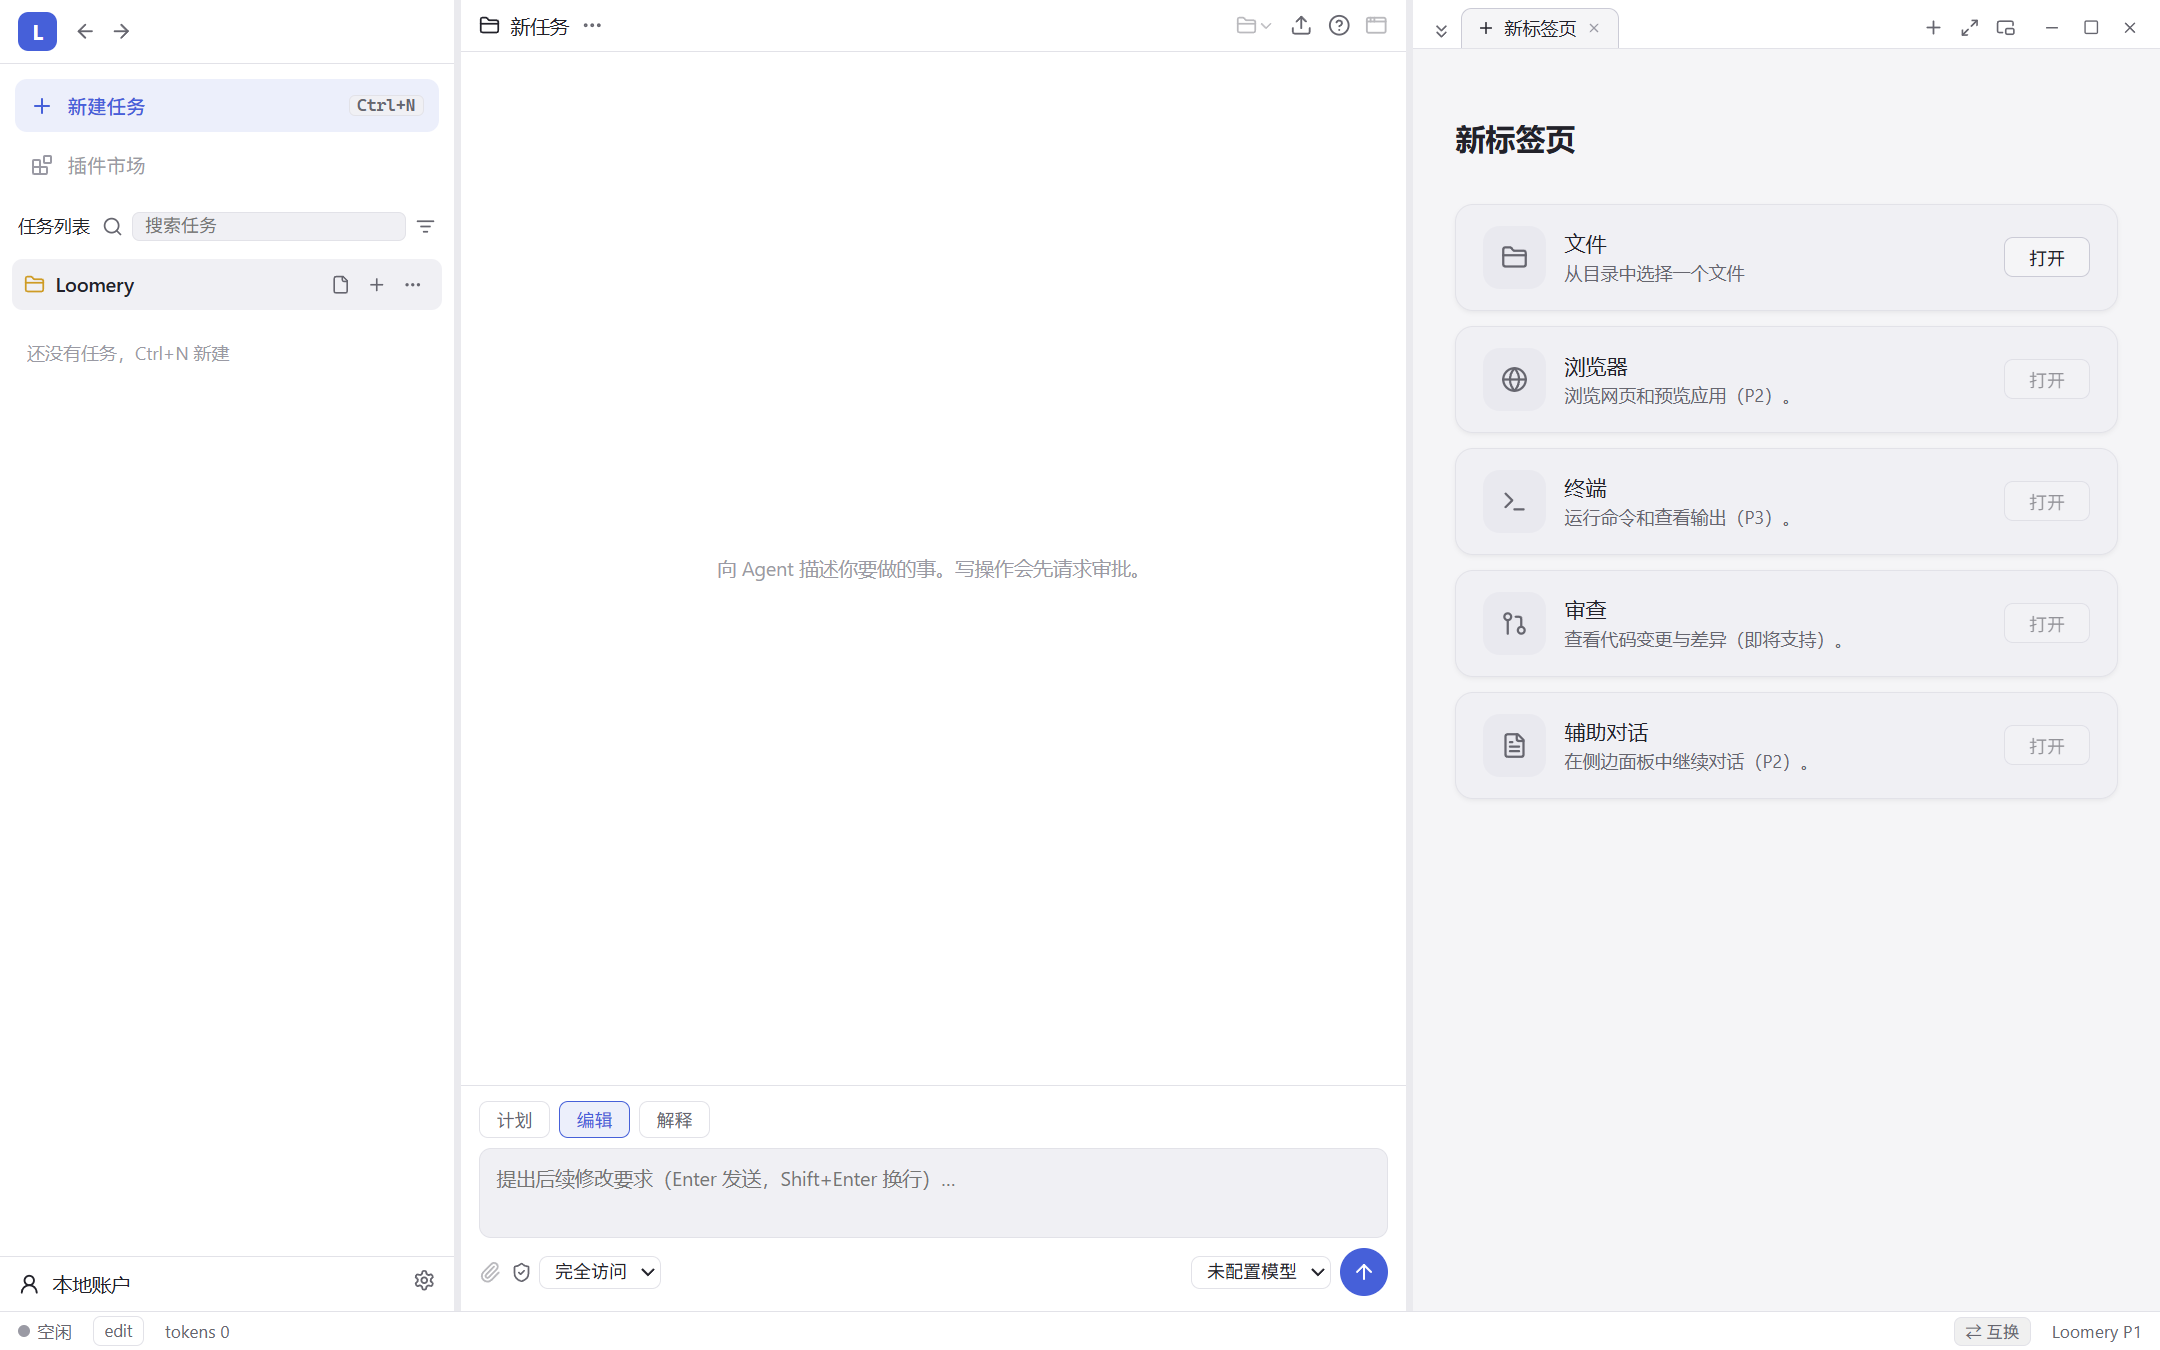 L
新建任务 Ctrl+N
插件市场
任务列表 搜索任务
Loomery
还没有任务，Ctrl+N 新建
本地账户
空闲 edit tokens 0
新任务
向 Agent 描述你要做的事。写操作会先请求审批。
计划 编辑 解释
提出后续修改要求（Enter 发送，Shift+Enter 换行）...
完全访问 未配置模型
新标签页
新标签页
文件
从目录中选择一个文件
打开
浏览器
浏览网页和预览应用（P2）。
打开
终端
运行命令和查看输出（P3）。
打开
审查
查看代码变更与差异（即将支持）。
打开
辅助对话
在侧边面板中继续对话（P2）。
打开
互换 Loomery P1